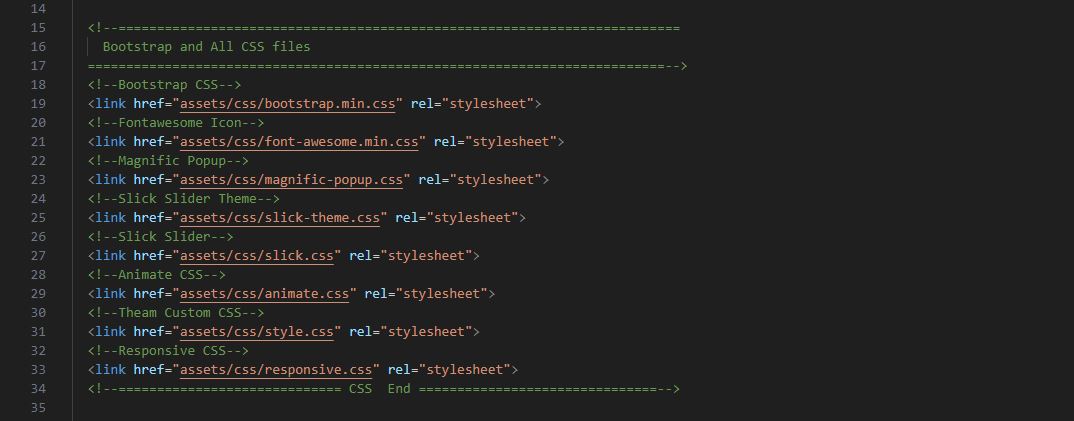 14
15 <!--=========================================================================
16 Bootstrap and All CSS files
17 ===========================================================================-->
18 <!--Bootstrap CSS-->
19 <link href="assets/css/bootstrap.min.css" rel="stylesheet">
20 <!--Fontawesome Icon-->
21 <link href="assets/css/font-awesome.min.css" rel="stylesheet">
22 <!--Magnific Popup-->
23 <link href="assets/css/magnific-popup.css" rel="stylesheet">
24 <!--Slick Slider Theme-->
25 <link href="assets/css/slick-theme.css" rel="stylesheet">
26 <!--Slick Slider-->
27 <link href="assets/css/slick.css" rel="stylesheet">
28 <!--Animate CSS-->
29 <link href="assets/css/animate.css" rel="stylesheet">
30 <!--Theam Custom CSS-->
31 <link href="assets/css/style.css" rel="stylesheet">
32 <!--Responsive CSS-->
33 <link href="assets/css/responsive.css" rel="stylesheet">
34 <!--============================= CSS  End ===============================-->
35